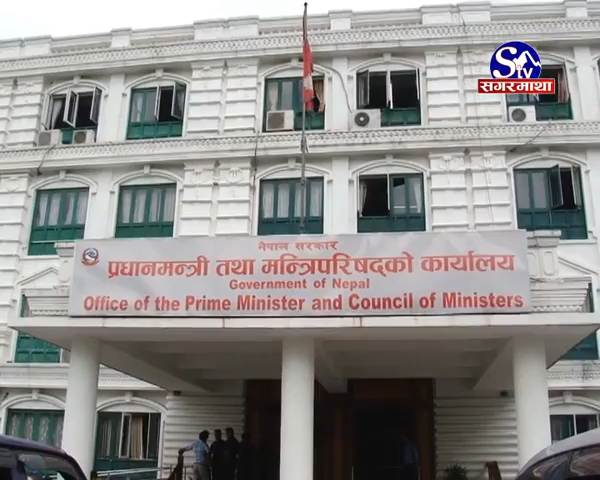 STV
सगरमाथा
नेपाल सरकार
प्रधानमन्त्री तथा मन्त्रिपरिषद्को कार्यालय
Government of Nepal
Office of the Prime Minister and Council of Ministers